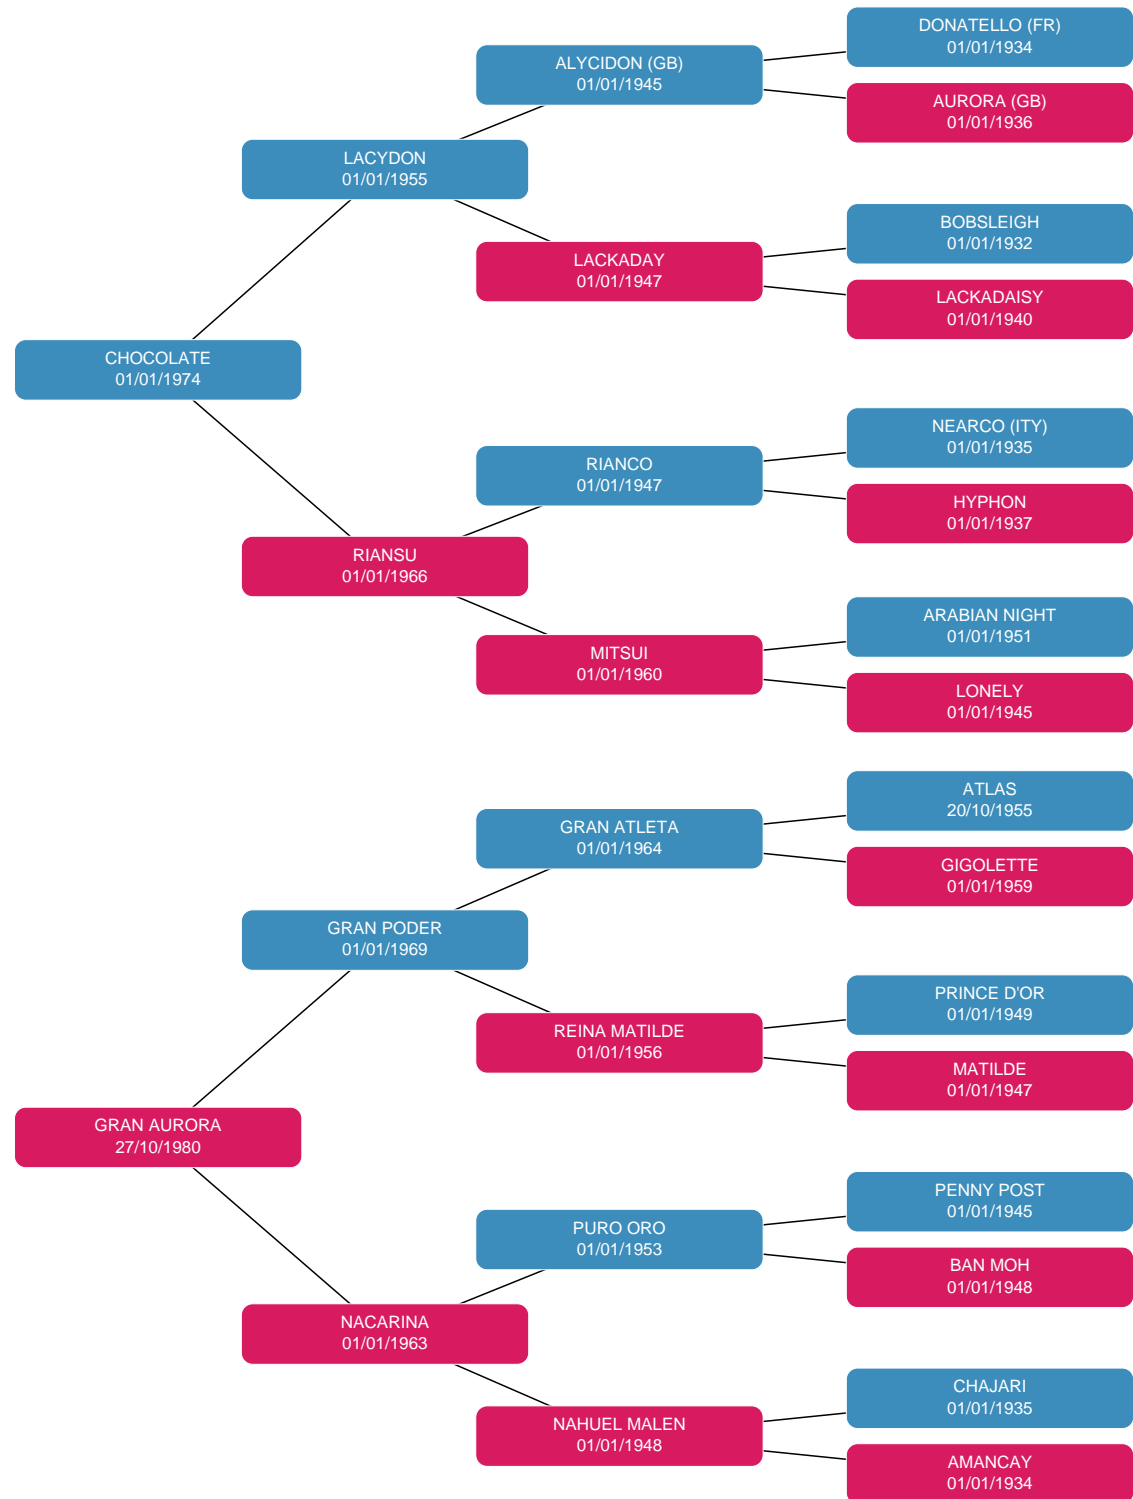 DONATELLO (FR)
01/01/1934
ALYCIDON (GB)
01/01/1945
AURORA (GB)
01/01/1936
LACYDON
01/01/1955
BOBSLEIGH
01/01/1932
LACKADAY
01/01/1947
LACKADAISY
01/01/1940
CHOCOLATE
01/01/1974
NEARCO (ITY)
01/01/1935
RIANCO
01/01/1947
HYPHON
01/01/1937
RIANSU
01/01/1966
ARABIAN NIGHT
01/01/1951
MITSUI
01/01/1960
LONELY
01/01/1945
ATLAS
20/10/1955
GRAN ATLETA
01/01/1964
GIGOLETTE
01/01/1959
GRAN PODER
01/01/1969
PRINCE D'OR
01/01/1949
REINA MATILDE
01/01/1956
MATILDE
01/01/1947
GRAN AURORA
27/10/1980
PENNY POST
01/01/1945
PURO ORO
01/01/1953
BAN MOH
01/01/1948
NACARINA
01/01/1963
CHAJARI
01/01/1935
NAHUEL MALEN
01/01/1948
AMANCAY
01/01/1934